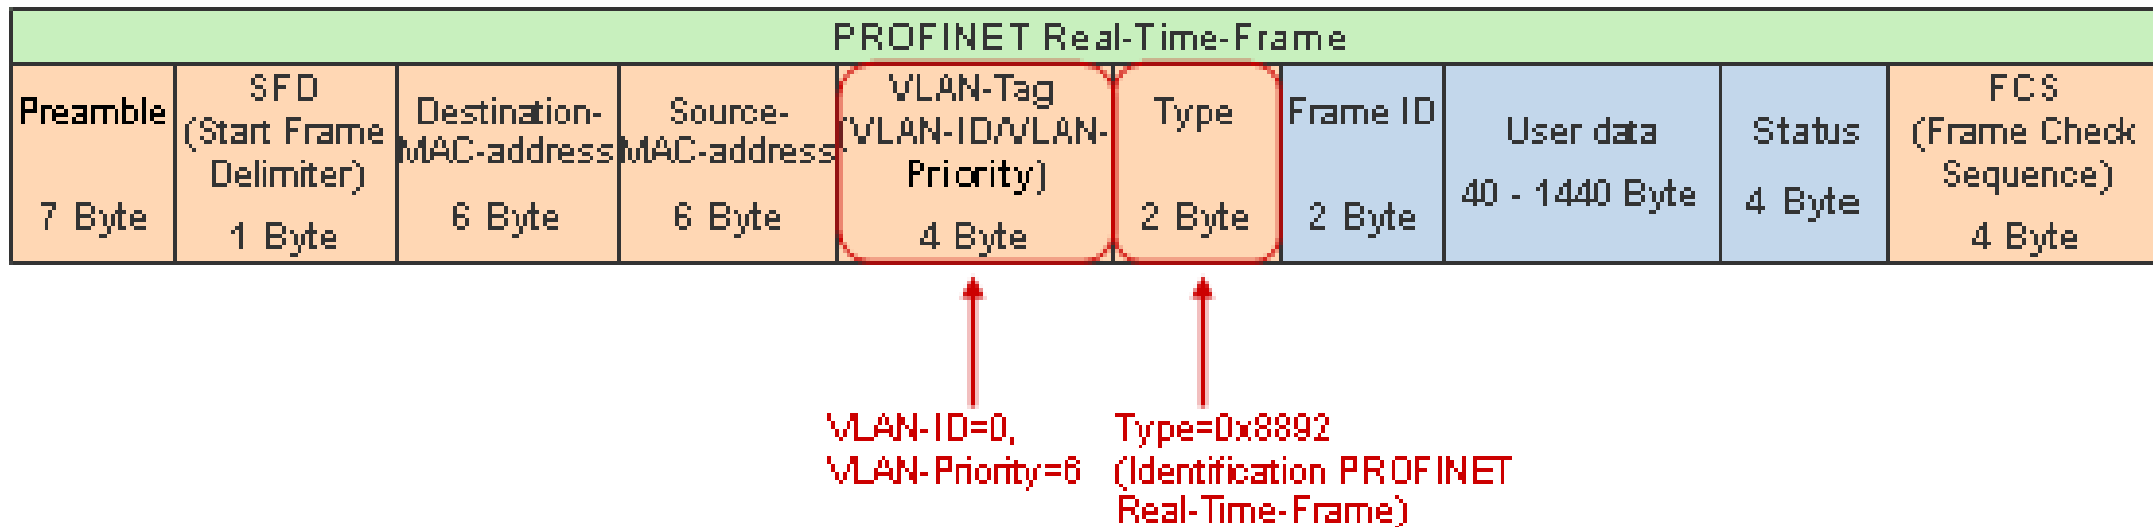 PROFINET Real-Time-Frame
Preamble
7 Byte
SFD
(Start Frame
Delimiter)
1 Byte
Destination-
MAC-address
6 Byte
Source-
MAC-address
6 Byte
VLAN-Tag
(VLAN-ID/VLAN-
Priority)
4 Byte
Type
2 Byte
Frame ID
2 Byte
User data
40 - 1440 Byte
Status
4 Byte
FCS
(Frame Check
Sequence)
4 Byte
VLAN-ID=0,
VLAN-Priority=6
Type=0x8892
(Identification PROFINET
Real-Time-Frame)